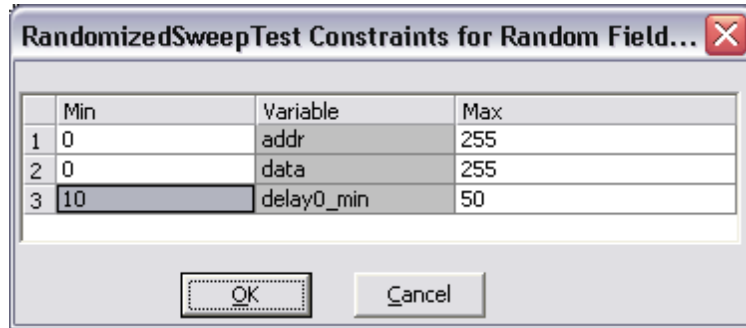 RandomizedSweepTest Constraints for Random Field...
Min Variable Max
1 0 addr 255
2 0 data 255
3 10 delay0_min 50
OK Cancel